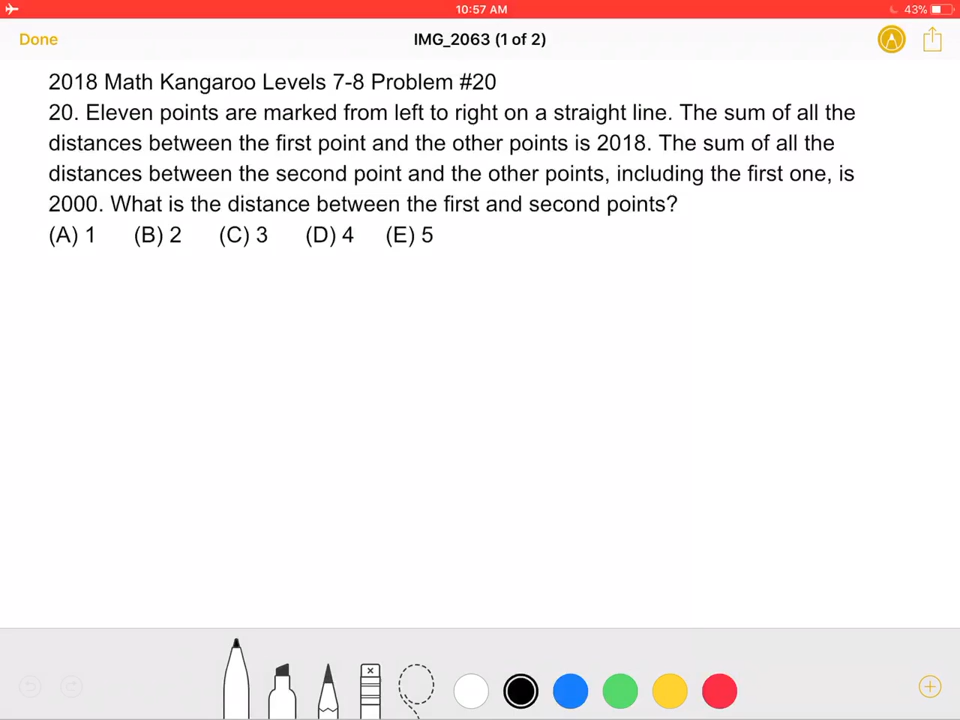 10:57 AM
43%
Done
IMG_2063 (1 of 2)
2018 Math Kangaroo Levels 7-8 Problem #20
20. Eleven points are marked from left to right on a straight line. The sum of all the
distances between the first point and the other points is 2018. The sum of all the
distances between the second point and the other points, including the first one, is
2000. What is the distance between the first and second points?
(A) 1 (B) 2 (C) 3 (D) 4 (E) 5